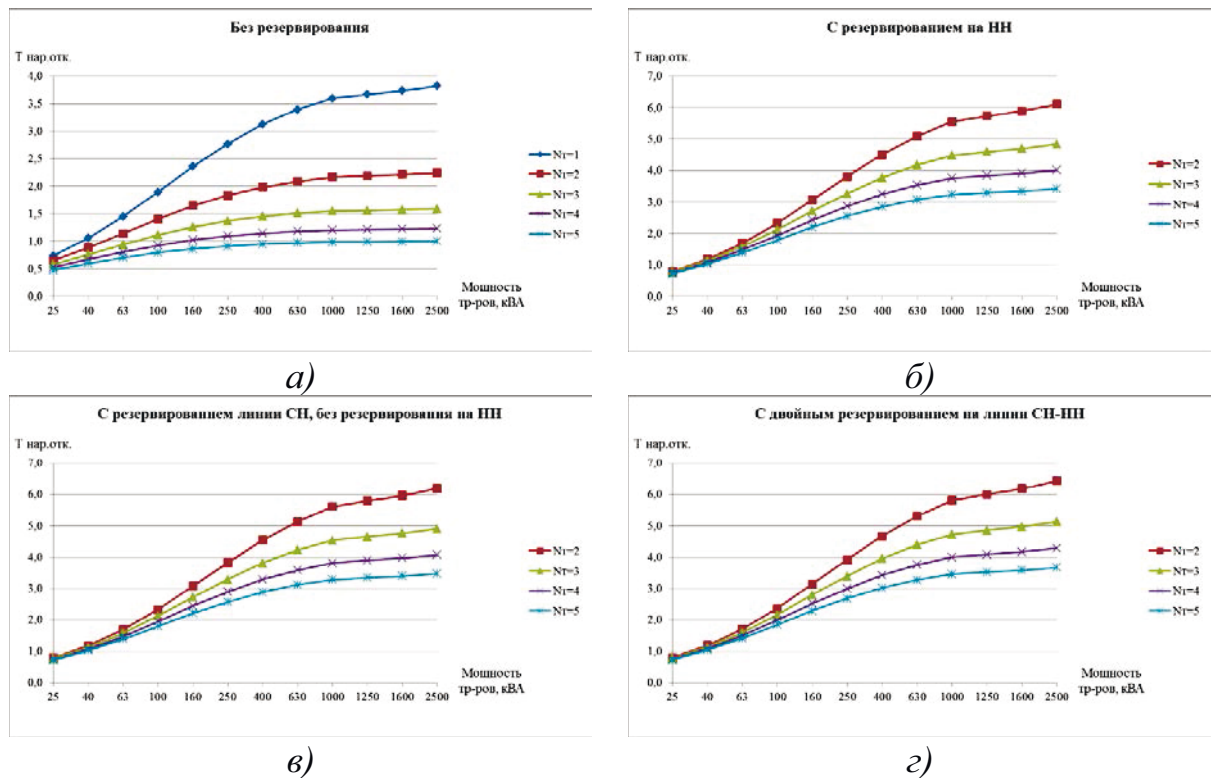 Без резервирования
Т нар.отк.
4,0
3,5
3,0
2,5
2,0
1,5
1,0
0,5
0,0
Nт=1
Nт=2
Nт=3
Nт=4
Nт=5
Мощность
тр-ров, кВА
25 40 63 100 160 250 400 630 1000 1250 1600 2500
а)
С резервированием на НН
Т нар.отк.
7,0
6,0
5,0
4,0
3,0
2,0
1,0
0,0
Nт=2
Nт=3
Nт=4
Nт=5
Мощность
тр-ров, кВА
25 40 63 100 160 250 400 630 1000 1250 1600 2500
б)
С резервированием линии СН, без резервирования на НН
Т нар.отк.
7,0
6,0
5,0
4,0
3,0
2,0
1,0
0,0
Nт=2
Nт=3
Nт=4
Nт=5
Мощность
тр-ров, кВА
25 40 63 100 160 250 400 630 1000 1250 1600 2500
в)
С двойным резервированием на линии СН-НН
Т нар.отк.
7,0
6,0
5,0
4,0
3,0
2,0
1,0
0,0
Nт=2
Nт=3
Nт=4
Nт=5
Мощность
тр-ров, кВА
25 40 63 100 160 250 400 630 1000 1250 1600 2500
г)